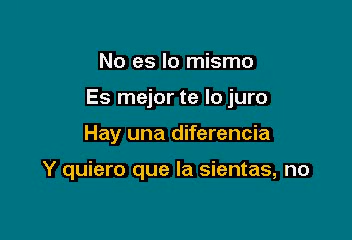 No es lo mismo
Es mejor te lo juro
Hay una diferencia
Y quiero que la sientas, no